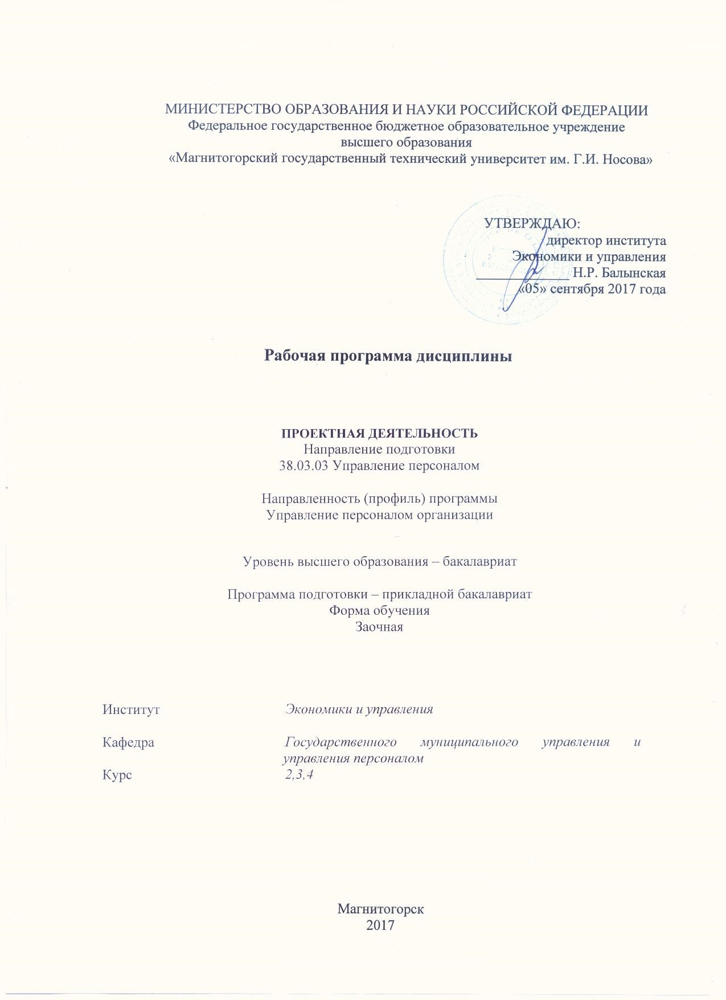 МИНИСТЕРСТВО ОБРАЗОВАНИЯ И НАУКИ РОССИЙСКОЙ ФЕДЕРАЦИИ
Федеральное государственное бюджетное образовательное учреждение
высшего образования
«Магнитогорский государственный технический университет им. Г.И. Носова»
УТВЕРЖДАЮ:
директор института
Экономики и управления
Н.Р. Балынская
«05» сентября 2017 года
Рабочая программа дисциплины
ПРОЕКТНАЯ ДЕЯТЕЛЬНОСТЬ
Направление подготовки
38.03.03 Управление персоналом
Направленность (профиль) программы
Управление персоналом организации
Уровень высшего образования – бакалавриат
Программа подготовки – прикладной бакалавриат
Форма обучения
Заочная
Институт Экономики и управления
Кафедра Государственного муниципального управления и
управления персоналом
Курс 2,3,4
Магнитогорск
2017